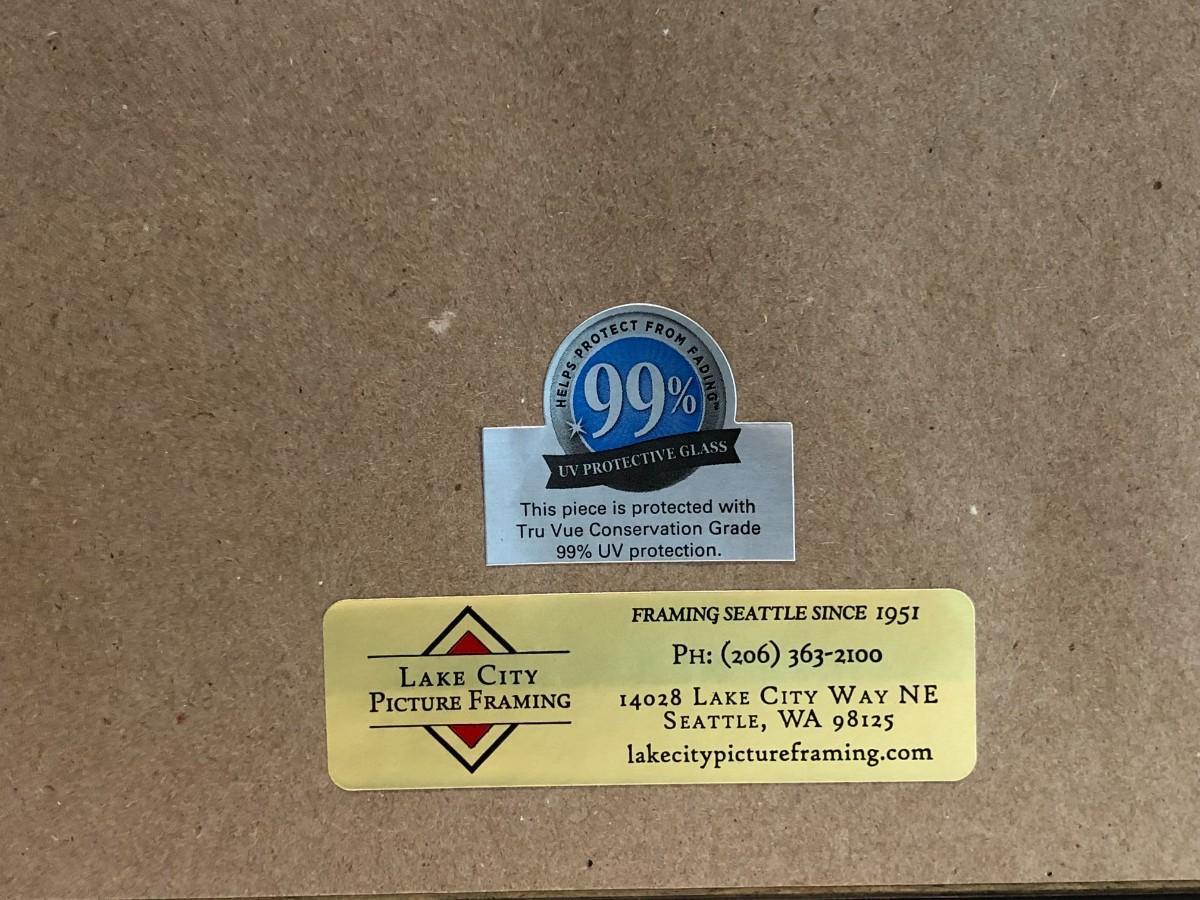 HELPS PROTECT FROM FADING™
99%
UV PROTECTIVE GLASS
This piece is protected with
Tru Vue Conservation Grade
99% UV protection.
LAKE CITY
PICTURE FRAMING
FRAMING SEATTLE SINCE 1951
PH: (206) 363-2100
14028 LAKE CITY WAY NE
SEATTLE, WA 98125
lakecitypictureframing.com